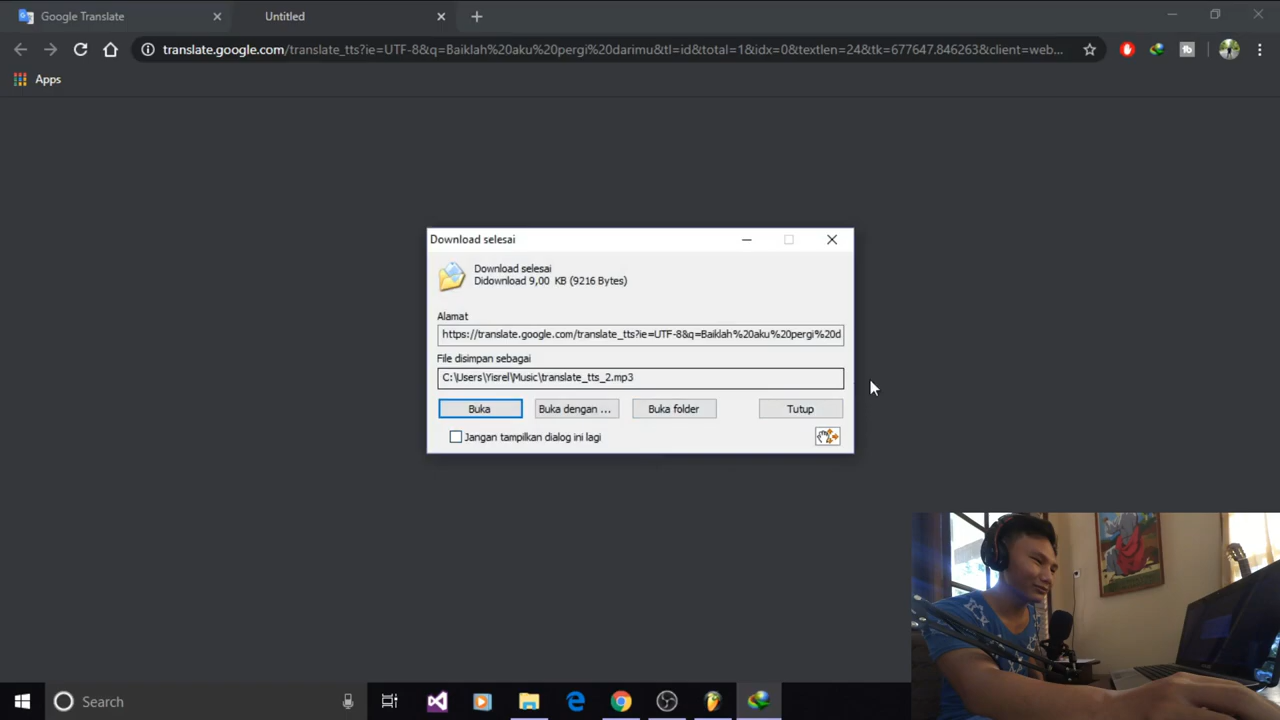 Google Translate
Untitled
translate.google.com/translate_tts?ie=UTF-8&q=Baiklah%20aku%20pergi%20darimu&tl=id&total=1&idx=0&textlen=24&tk=677647.846263&client=web...
Apps
Download selesai
Download selesai
Didownload 9,00 KB (9216 Bytes)
Alamat
https://translate.google.com/translate_tts?ie=UTF-8&q=Baiklah%20aku%20pergi%20d
File disimpan sebagai
C:\Users\Yisrel\Music\translate_tts_2.mp3
Buka
Buka dengan ...
Buka folder
Tutup
Jangan tampilkan dialog ini lagi
Search